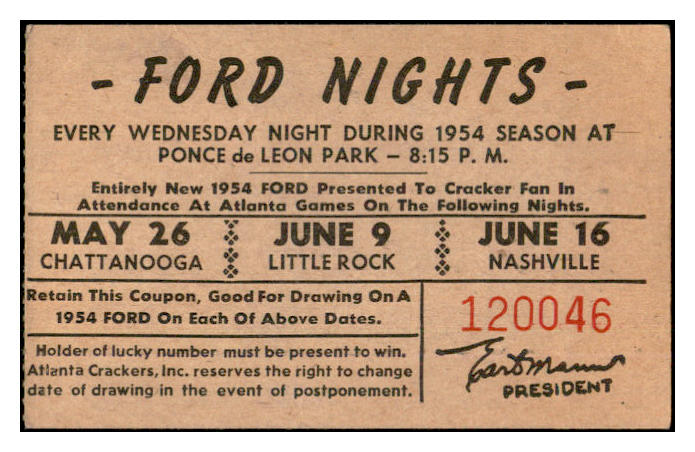 - FORD NIGHTS -
EVERY WEDNESDAY NIGHT DURING 1954 SEASON AT
PONCE de LEON PARK – 8:15 P. M.
Entirely New 1954 FORD Presented To Cracker Fan In
Attendance At Atlanta Games On The Following Nights.
MAY 26 JUNE 9 JUNE 16
CHATTANOOGA LITTLE ROCK NASHVILLE
Retain This Coupon, Good For Drawing On A
1954 FORD On Each Of Above Dates.
Holder of lucky number must be present to win.
Atlanta Crackers, Inc. reserves the right to change
date of drawing in the event of postponement.
120046
Earl Mann
PRESIDENT